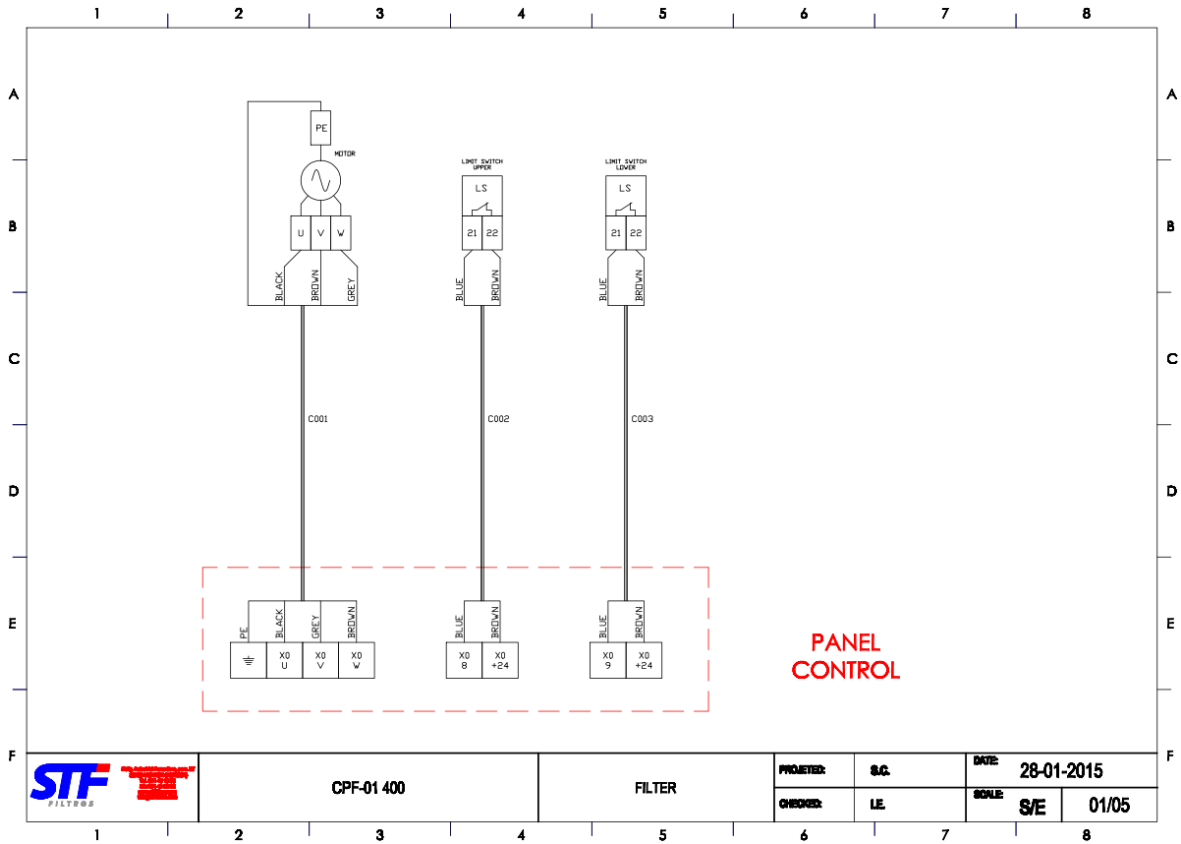 1 2 3 4 5 6 7 8
A A
PE
MOTOR
LIMIT SWITCH
UPPER
LIMIT SWITCH
LOWER
LS LS
B B
U V W
21 22
21 22
BLACK BROWN GREY
BLUE BROWN
BLUE BROWN
C C
C001 C002 C003
D D
E E
PE BLACK GREY BROWN
BLUE BROWN
BLUE BROWN
X0 X0 X0
U V W
X0 X0
8 +24
X0 X0
9 +24
PANEL
CONTROL
F F
STF
FILTROS
CPF-01 400
FILTER
PROJETED: S.C.
DATE: 28-01-2015
CHECKED: I.E.
SCALE: S/E 01/05
1 2 3 4 5 6 7 8